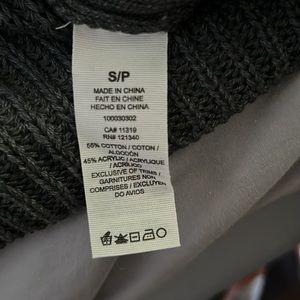 S/P
MADE IN CHINA
FAIT EN CHINE
HECHO EN CHINA
100030302
CA# 11319
RN# 121340
55% COTTON / COTON /
ALGODÓN
45% ACRYLIC / ACRYLIQUE
/ ACRÍLICO
EXCLUSIVE OF TRIMS /
GARNITURES NON
COMPRISES / EXCLUYEN
DO AVIOS